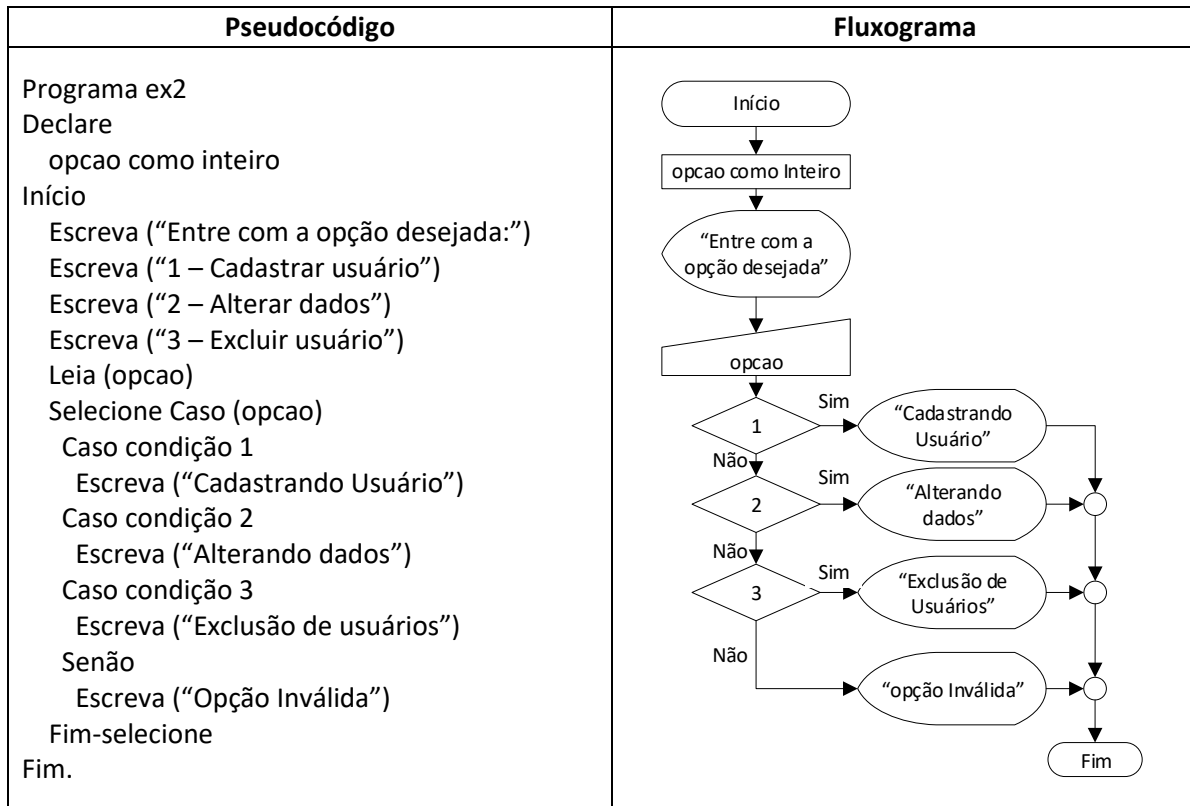 Pseudocódigo
Fluxograma
Programa ex2
Declare
opcao como inteiro
Início
Escreva (“Entre com a opção desejada:”)
Escreva (“1 – Cadastrar usuário”)
Escreva (“2 – Alterar dados”)
Escreva (“3 – Excluir usuário”)
Leia (opcao)
Selecione Caso (opcao)
Caso condição 1
Escreva (“Cadastrando Usuário”)
Caso condição 2
Escreva (“Alterando dados”)
Caso condição 3
Escreva (“Exclusão de usuários”)
Senão
Escreva (“Opção Inválida”)
Fim-selecione
Fim.
Início
opcao como Inteiro
“Entre com a
opção desejada”
opcao
1
Sim
“Cadastrando
Usuário”
Não
2
Sim
“Alterando
dados”
Não
3
Sim
“Exclusão de
Usuários”
Não
“opção Inválida”
Fim